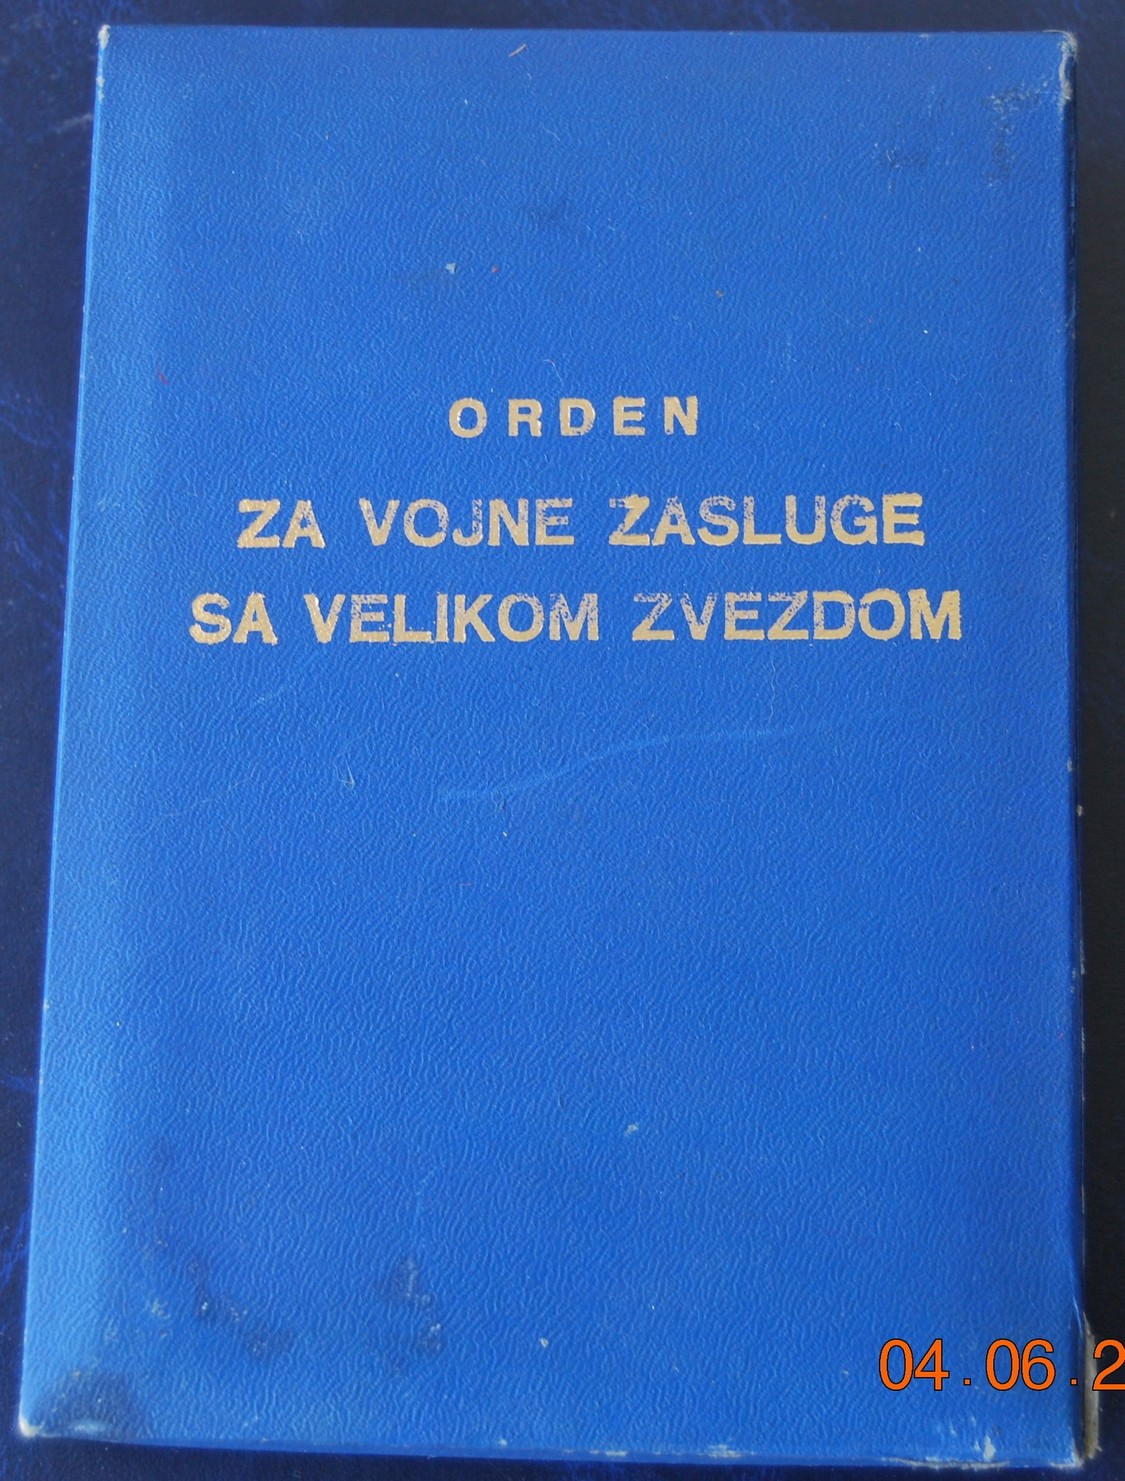 ORDEN
ZA VOJNE ZASLUGE
SA VELIKOM ZVEZDOM
04.06.2